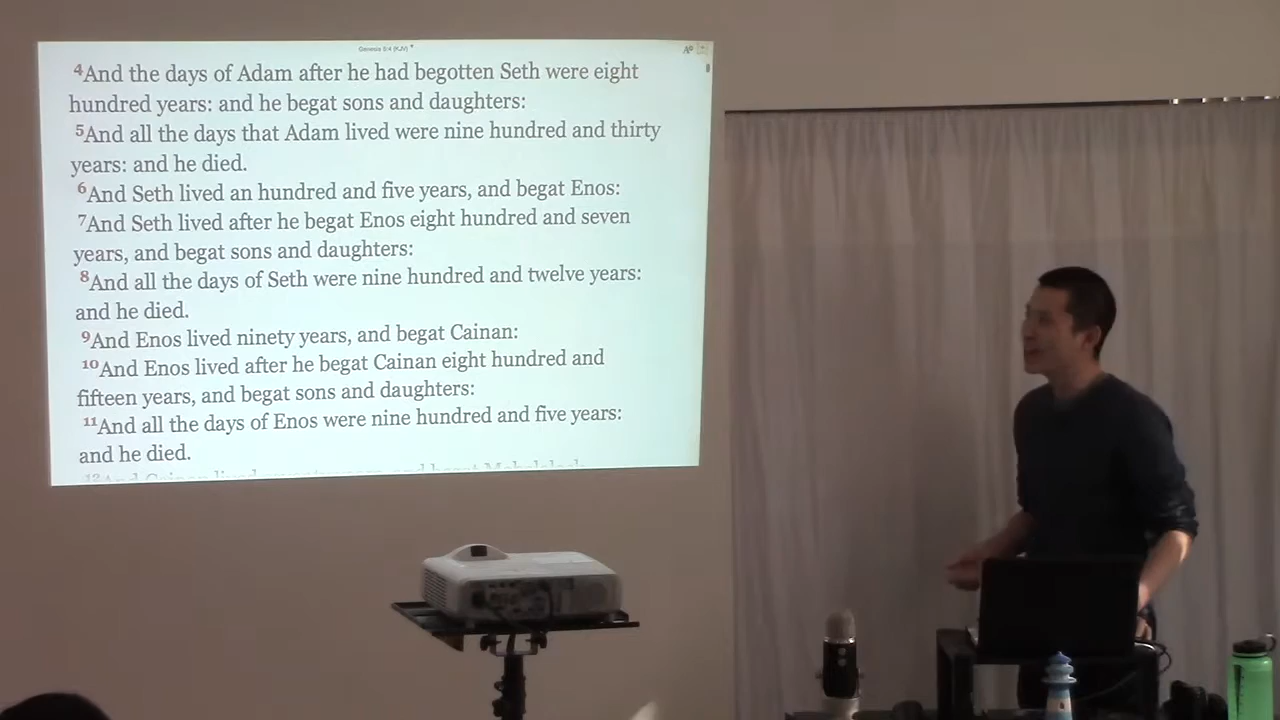 Genesis 5:4 (KJV)
4And the days of Adam after he had begotten Seth were eight
hundred years: and he begat sons and daughters:
5And all the days that Adam lived were nine hundred and thirty
years: and he died.
6And Seth lived an hundred and five years, and begat Enos:
7And Seth lived after he begat Enos eight hundred and seven
years, and begat sons and daughters:
8And all the days of Seth were nine hundred and twelve years:
and he died.
9And Enos lived ninety years, and begat Cainan:
10And Enos lived after he begat Cainan eight hundred and
fifteen years, and begat sons and daughters:
11And all the days of Enos were nine hundred and five years:
and he died.